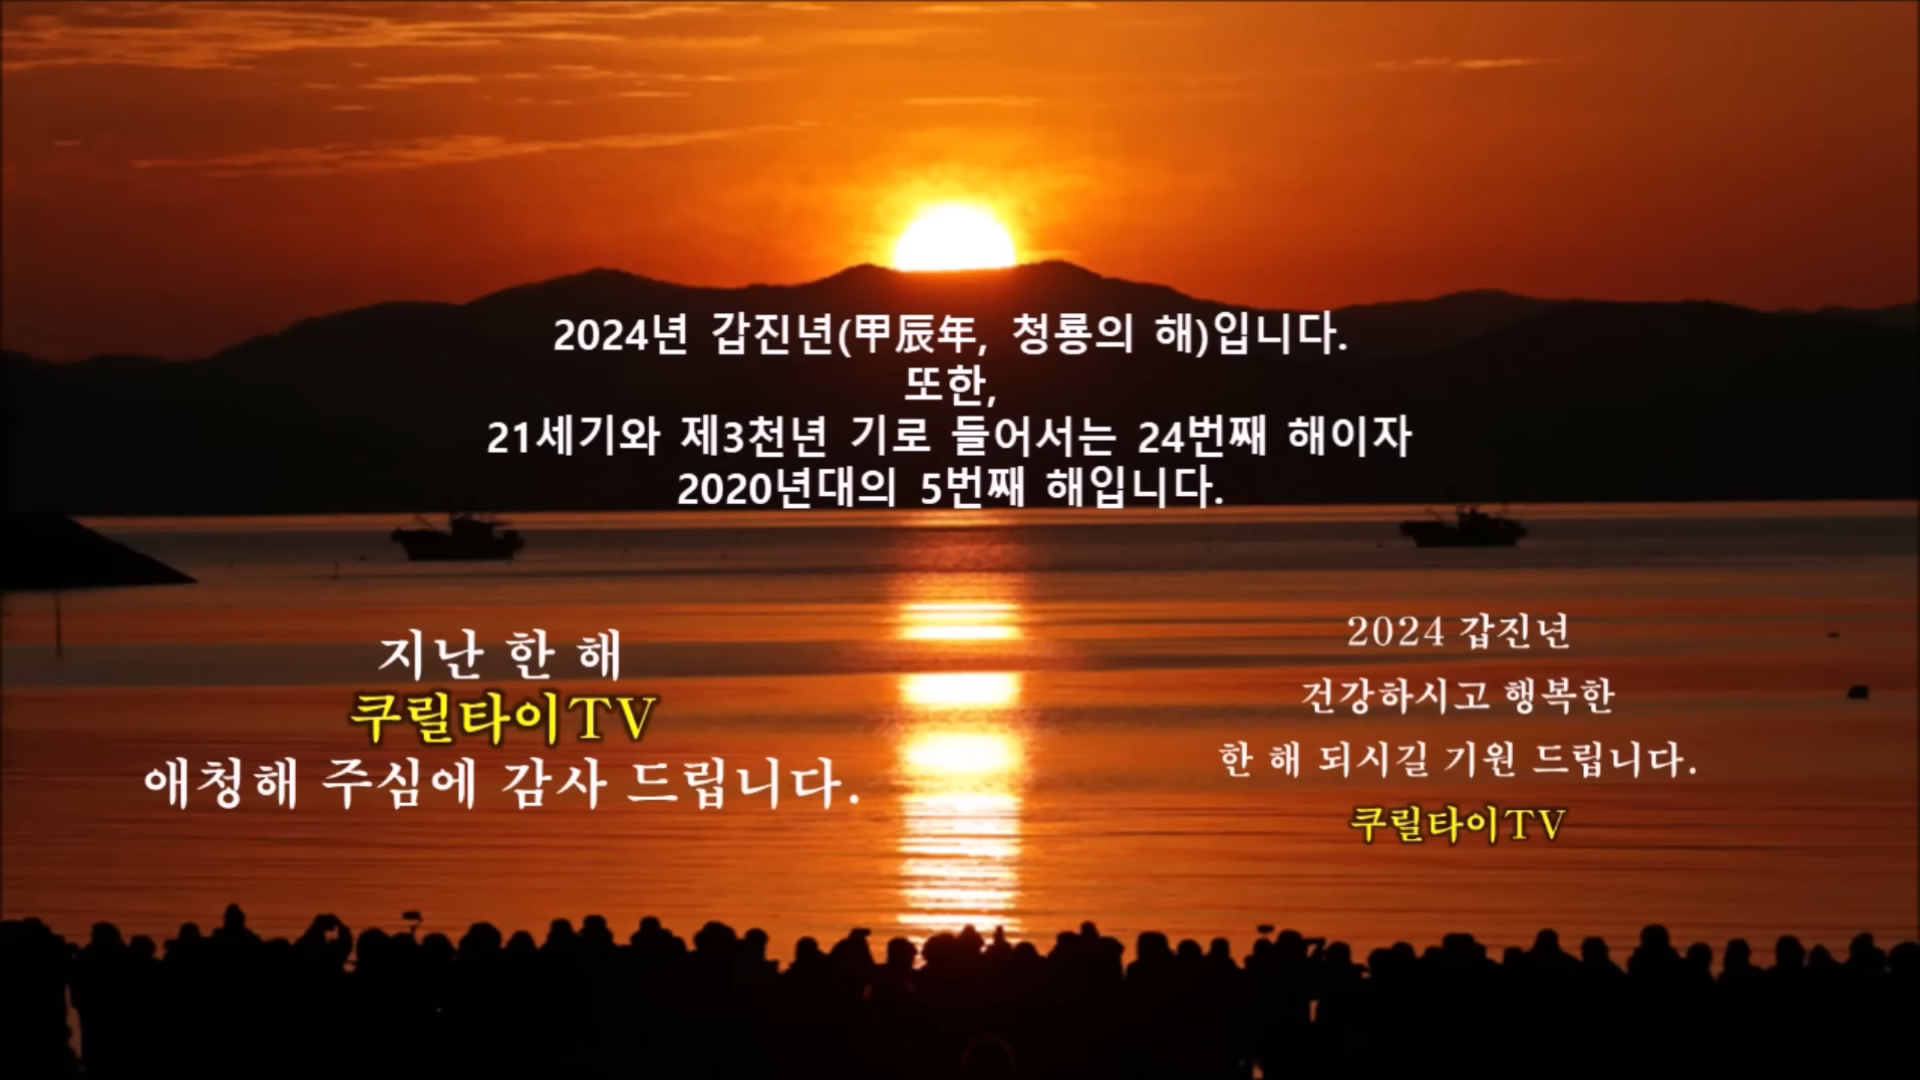 2024년 갑진년(甲辰年, 청룡의 해)입니다.
또한,
21세기와 제3천년 기로 들어서는 24번째 해이자
2020년대의 5번째 해입니다.
지난 한 해
쿠릴타이TV
애청해 주심에 감사 드립니다.
2024 갑진년
건강하시고 행복한
한 해 되시길 기원 드립니다.
쿠릴타이TV